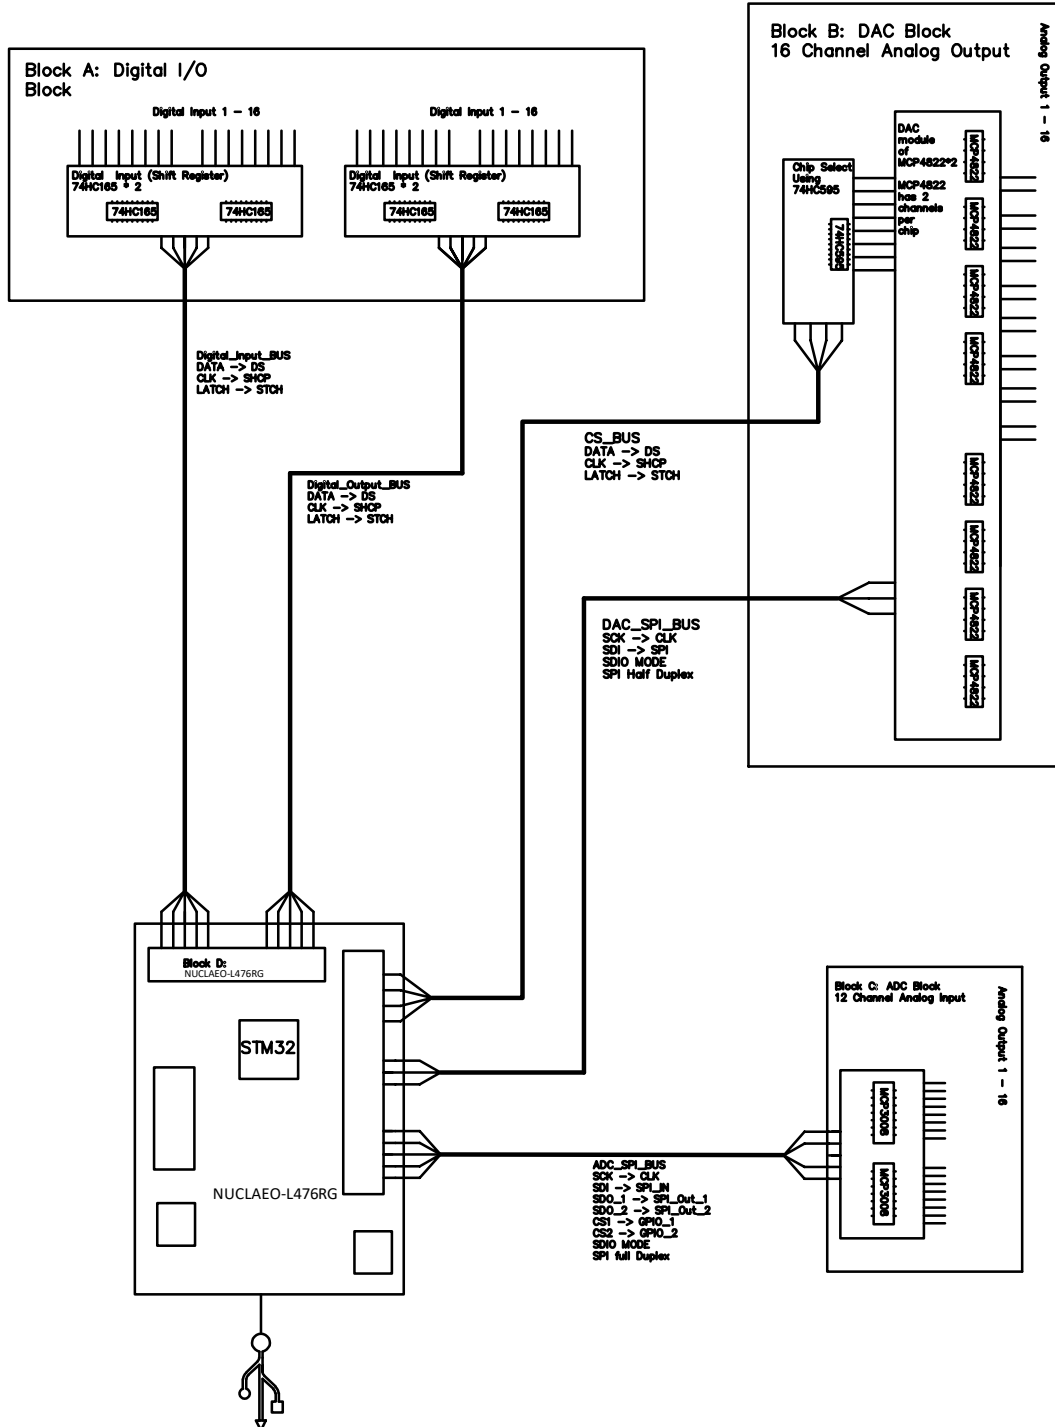 Block A: Digital I/O
Block
Digital Input 1 - 16
Digital Input 1 - 16
Digital Input (Shift Register)
74HC165 * 2
74HC165
74HC165
Digital Input (Shift Register)
74HC165 * 2
74HC165
74HC165
Block B: DAC Block
16 Channel Analog Output
Analog Output 1 - 16
Chip Select
Using
74HC595
74HC595
DAC
module
of
MCP4822*2
MCP4822
has 2
channels
per
chip
MCP4822
MCP4822
MCP4822
MCP4822
MCP4822
MCP4822
MCP4822
MCP4822
Digital_Input_BUS
DATA -> DS
CLK -> SHCP
LATCH -> STCH
Digital_Output_BUS
DATA -> DS
CLK -> SHCP
LATCH -> STCH
CS_BUS
DATA -> DS
CLK -> SHCP
LATCH -> STCH
DAC_SPI_BUS
SCK -> CLK
SDI -> SPI
SDIO MODE
SPI Half Duplex
Block D:
NUCLAEO-L476RG
STM32
NUCLAEO-L476RG
ADC_SPI_BUS
SCK -> CLK
SDI -> SPI_IN
SDO_1 -> SPI_Out_1
SDO_2 -> SPI_Out_2
CS1 -> GPIO_1
CS2 -> GPIO_2
SDIO MODE
SPI full Duplex
Block C: ADC Block
12 Channel Analog Input
Analog Output 1 - 16
MCP3008
MCP3008